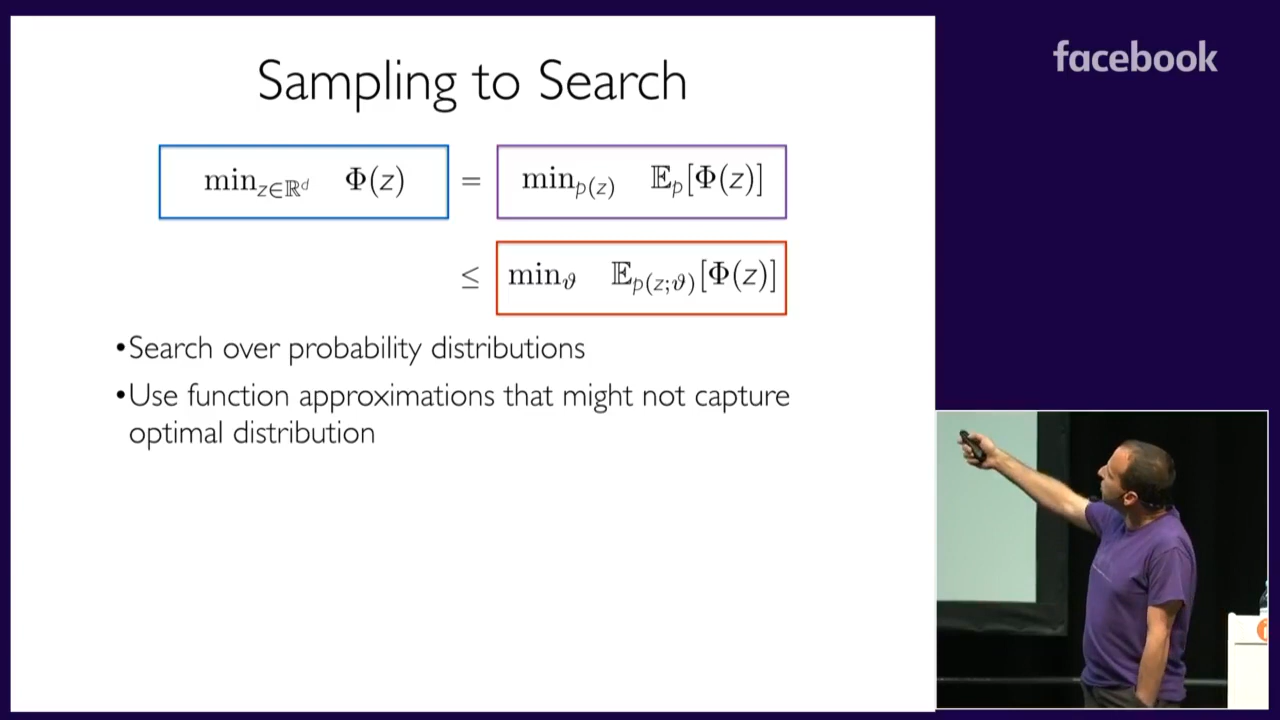 facebook
Sampling to Search
min_{z∈ℝ^d} Φ(z) = min_{p(z)} 𝔼_p[Φ(z)]
≤ min_ϑ 𝔼_{p(z;ϑ)}[Φ(z)]
•Search over probability distributions
•Use function approximations that might not capture
optimal distribution